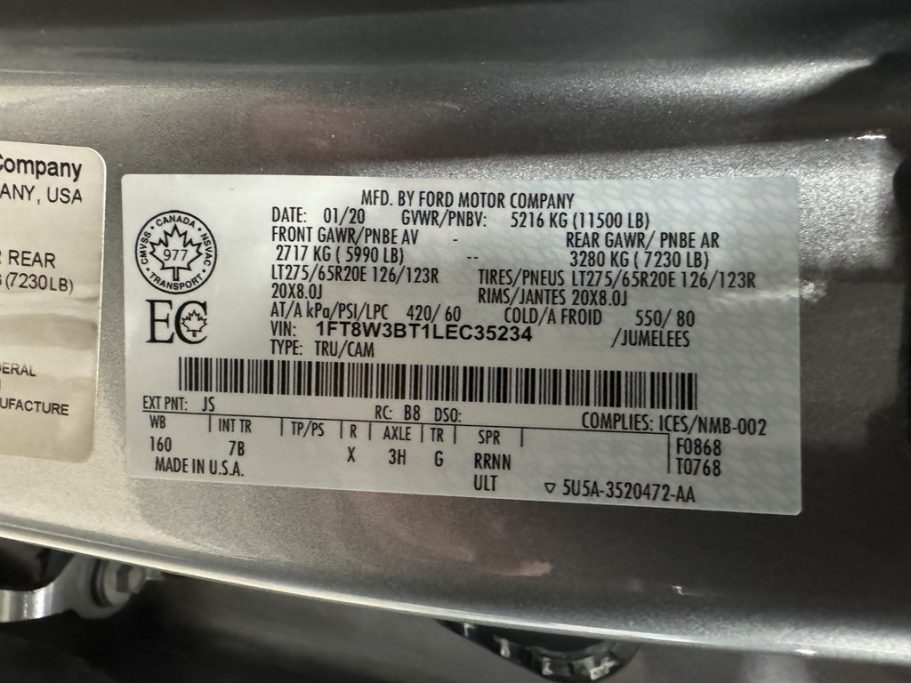 Company
ANY, USA
R REAR
(7230LB)
ERAL
UFACTURE
MFD. BY FORD MOTOR COMPANY
DATE: 01/20 GVWR/PNBV: 5216 KG (11500 LB)
FRONT GAWR/PNBE AV - REAR GAWR/ PNBE AR
2717 KG ( 5990 LB) -- 3280 KG ( 7230 LB)
LT275/65R20E 126/123R TIRES/PNEUS LT275/65R20E 126/123R
20X8.0J RIMS/JANTES 20X8.0J
AT/A kPa/PSI/LPC 420/ 60 COLD/A FROID 550/ 80
VIN: 1FT8W3BT1LEC35234 /JUMELEES
TYPE: TRU/CAM
CANADA
CMVSS NSVAC
977
TRANSPORT
EC
EXT PNT: JS RC: B8 DSO: COMPLIES: ICES/NMB-002
WB INT TR TP/PS R AXLE TR SPR F0868
160 7B X 3H G RRNN T0768
MADE IN U.S.A. ULT ▽ 5U5A-3520472-AA